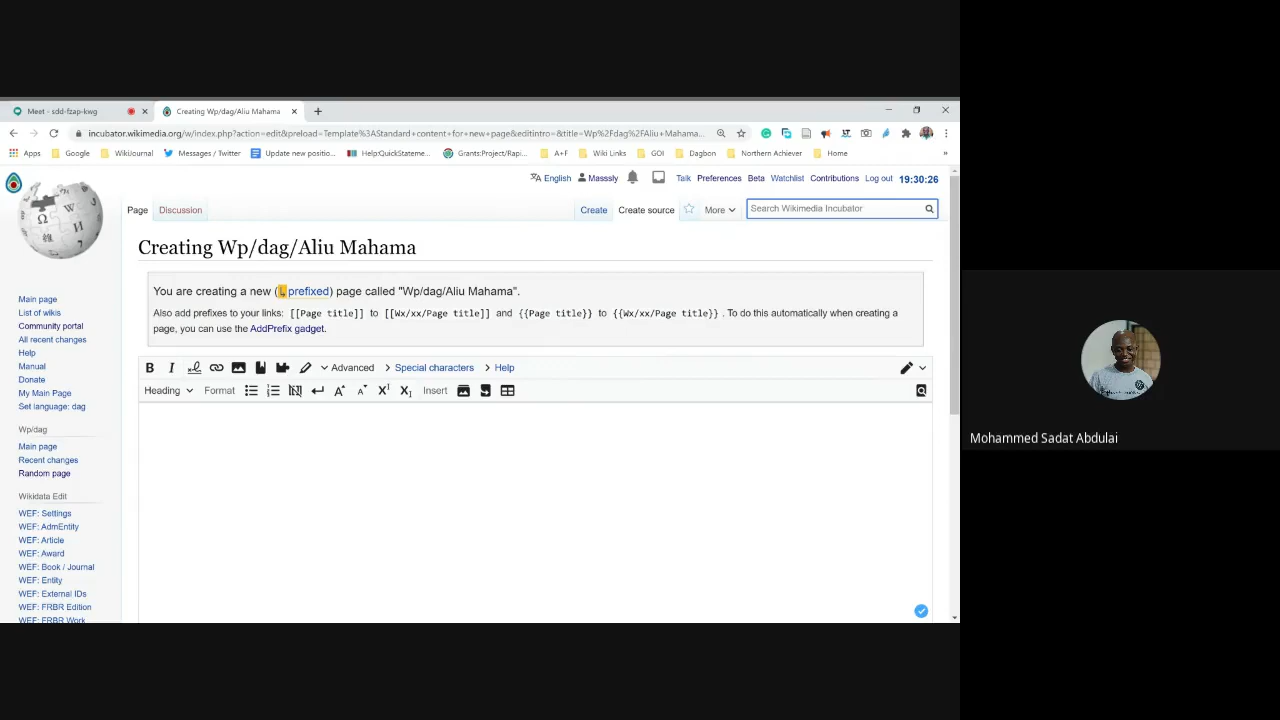 Meet - sdd-fzap-kwg
Creating Wp/dag/Aliu Mahama
incubator.wikimedia.org/w/index.php?action=edit&preload=Template%3AStandard+content+for+new+page&editintro=&title=Wp%2Fdag%2FAliu+Mahama...
Apps Google WikiJournal Messages / Twitter Update new positio... Help:QuickStateme... Grants:Project/Rapi... A+F Wiki Links GOI Dagbon Northern Achiever Home »
English Masssly Talk Preferences Beta Watchlist Contributions Log out 19:30:26
Page Discussion Create Create source More Search Wikimedia Incubator
Creating Wp/dag/Aliu Mahama
You are creating a new (prefixed) page called "Wp/dag/Aliu Mahama".
Also add prefixes to your links: [[Page title]] to [[Wx/xx/Page title]] and {{Page title}} to {{Wx/xx/Page title}} . To do this automatically when creating a
page, you can use the AddPrefix gadget.
B I Advanced Special characters Help
Heading Format Insert
Main page
List of wikis
Community portal
All recent changes
Help
Manual
Donate
My Main Page
Set language: dag
Wp/dag
Main page
Recent changes
Random page
Wikidata Edit
WEF: Settings
WEF: AdmEntity
WEF: Article
WEF: Award
WEF: Book / Journal
WEF: Entity
WEF: External IDs
WEF: FRBR Edition
WEF: FRBR Work
Mohammed Sadat Abdulai